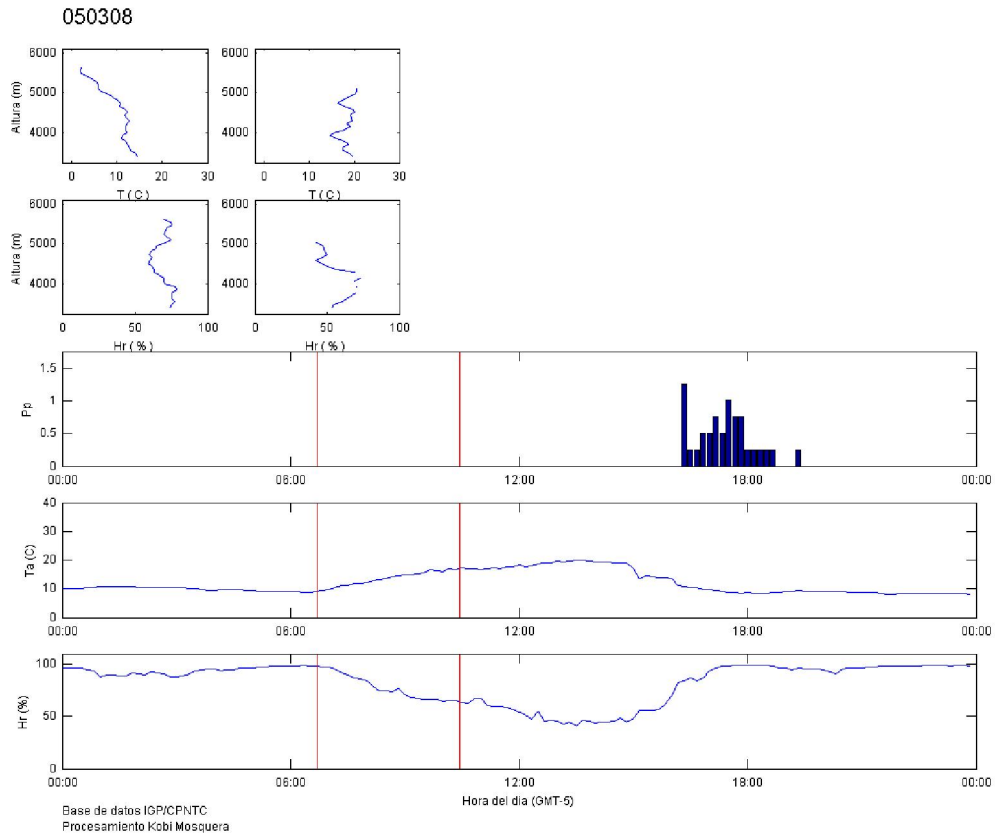 050308
6000 6000
Altura (m) 5000 5000
4000 4000
0 10 20 30 0 10 20 30
T ( C ) T ( C )
6000 6000
Altura (m) 5000 5000
4000 4000
0 50 100 0 50 100
Hr ( % ) Hr ( % )
1.5
1
Pp
0.5
0
00:00 06:00 12:00 18:00 00:00
40
30
Ta (C) 20
10
0
00:00 06:00 12:00 18:00 00:00
100
Hr (%) 50
0
00:00 06:00 12:00 18:00 00:00
Hora del dia (GMT-5)
Base de datos IGP/CPNTC
Procesamiento Kobi Mosquera